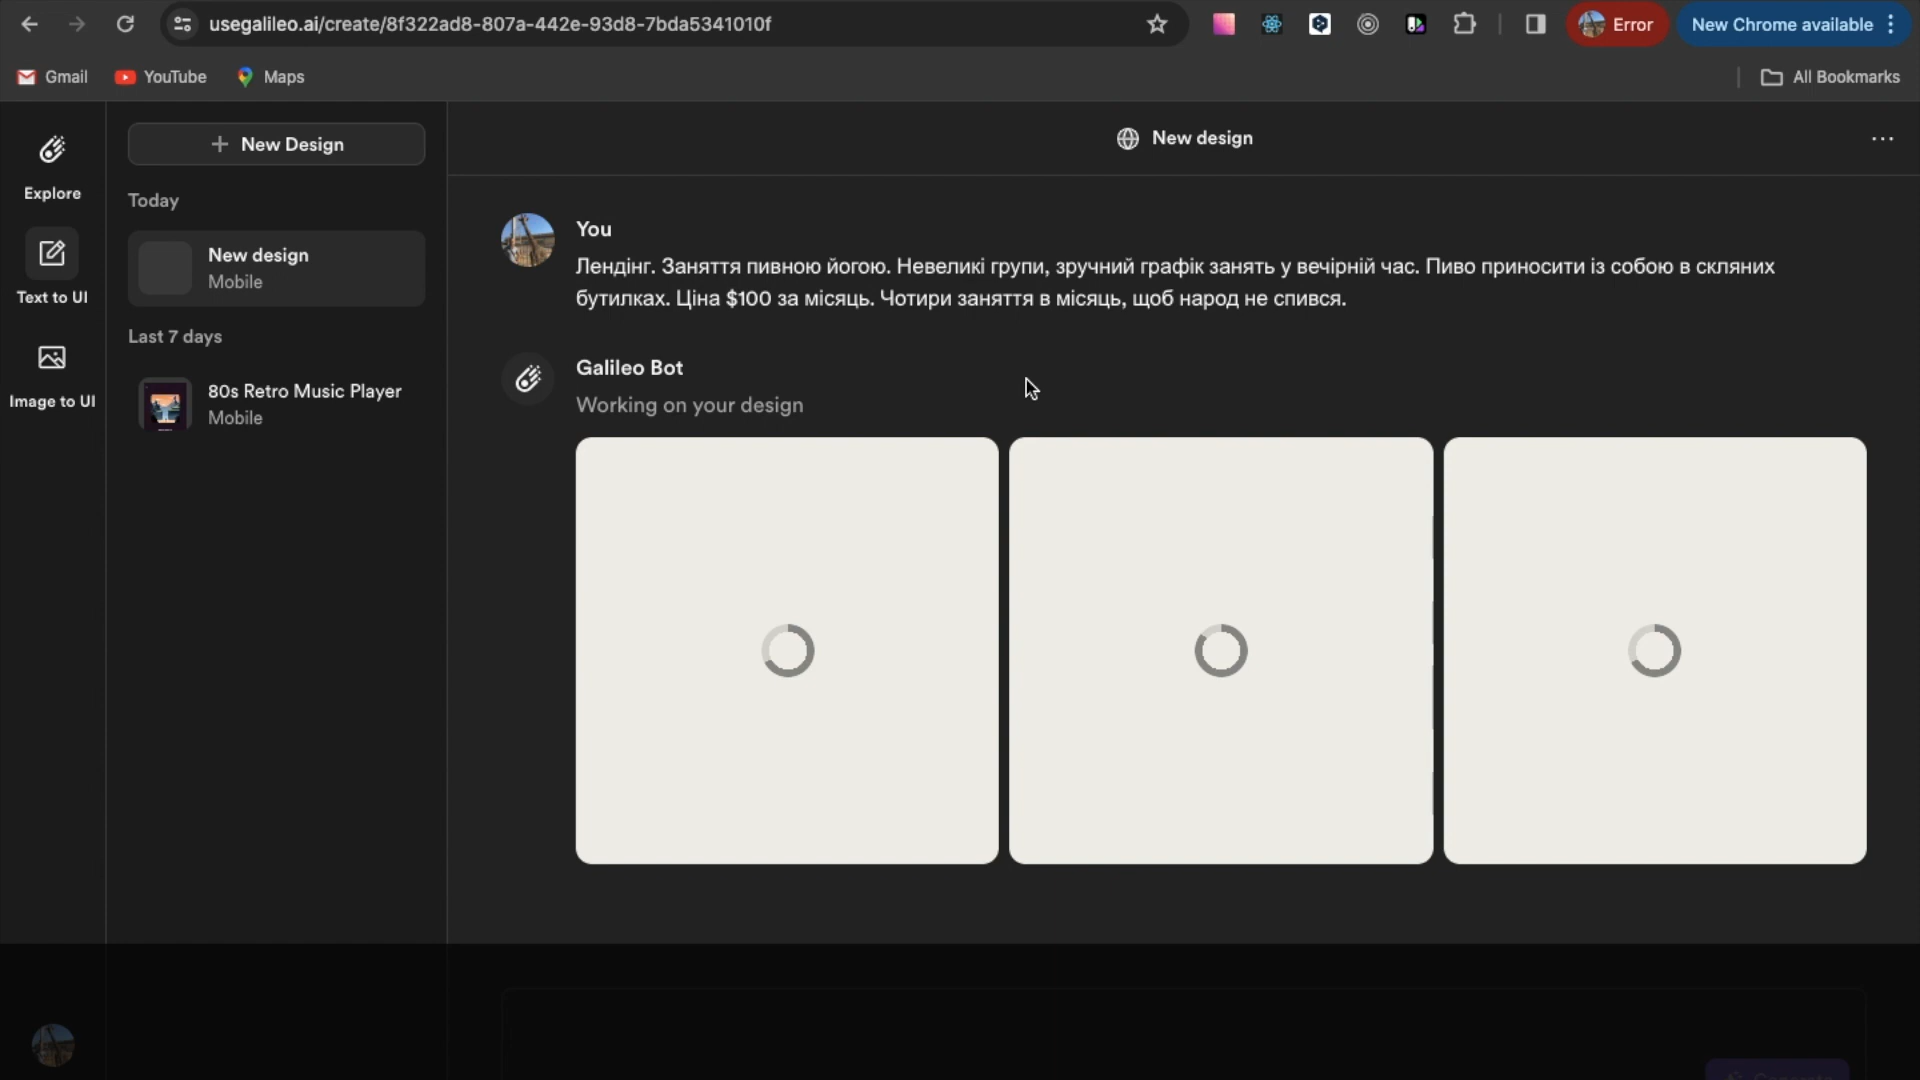 usegalileo.ai/create/8f322ad8-807a-442e-93d8-7bda5341010f
Error
New Chrome available
Gmail
YouTube
Maps
All Bookmarks
Explore
Text to UI
Image to UI
New Design
Today
New design
Mobile
Last 7 days
80s Retro Music Player
Mobile
New design
You
Лендінг. Заняття пивною йогою. Невеликі групи, зручний графік занять у вечірній час. Пиво приносити із собою в скляних
бутилках. Ціна $100 за місяць. Чотири заняття в місяць, щоб народ не спився.
Galileo Bot
Working on your design